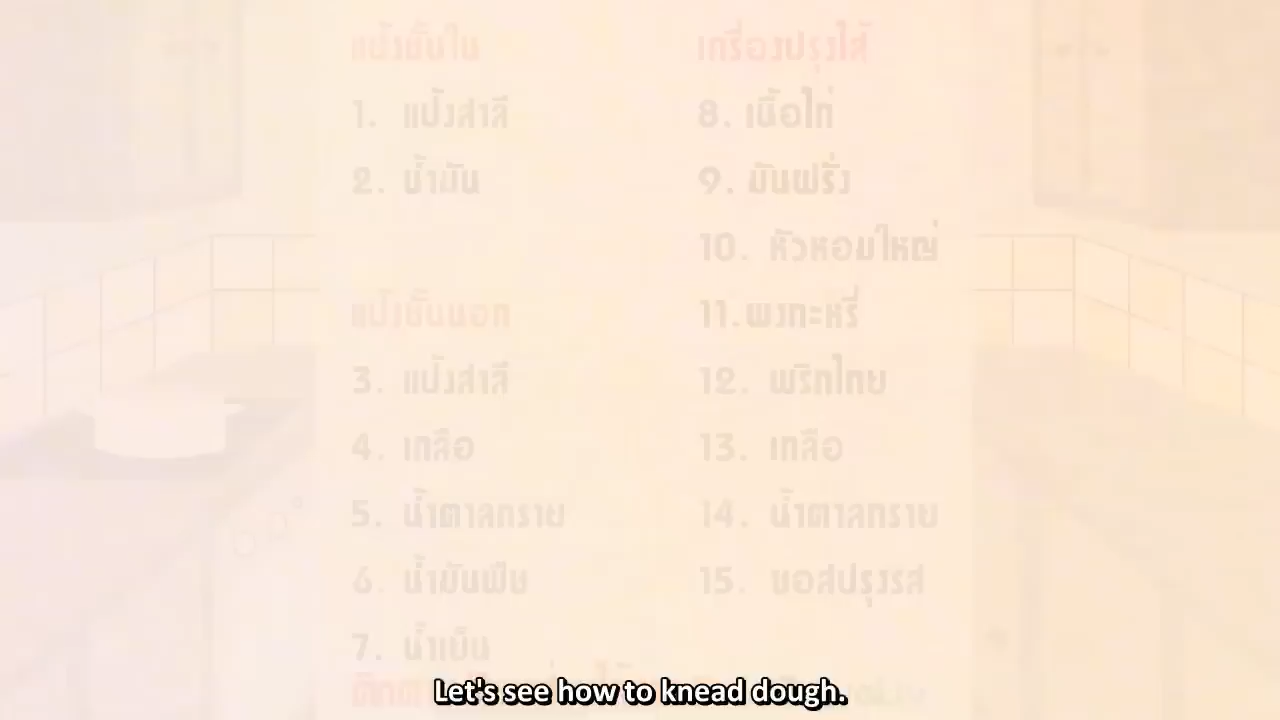 แป้งชั้นใน
1. แป้งสาลี
2. น้ำมัน
แป้งชั้นนอก
3. แป้งสาลี
4. เกลือ
5. น้ำตาลทราย
6. น้ำมันพืช
7. น้ำเย็น
เครื่องปรุงไส้
8. เนื้อไก่
9. มันฝรั่ง
10. หัวหอมใหญ่
11.ผงกะหรี่
12. พริกไทย
13. เกลือ
14. น้ำตาลทราย
15. ซอสปรุงรส
Let's see how to knead dough.